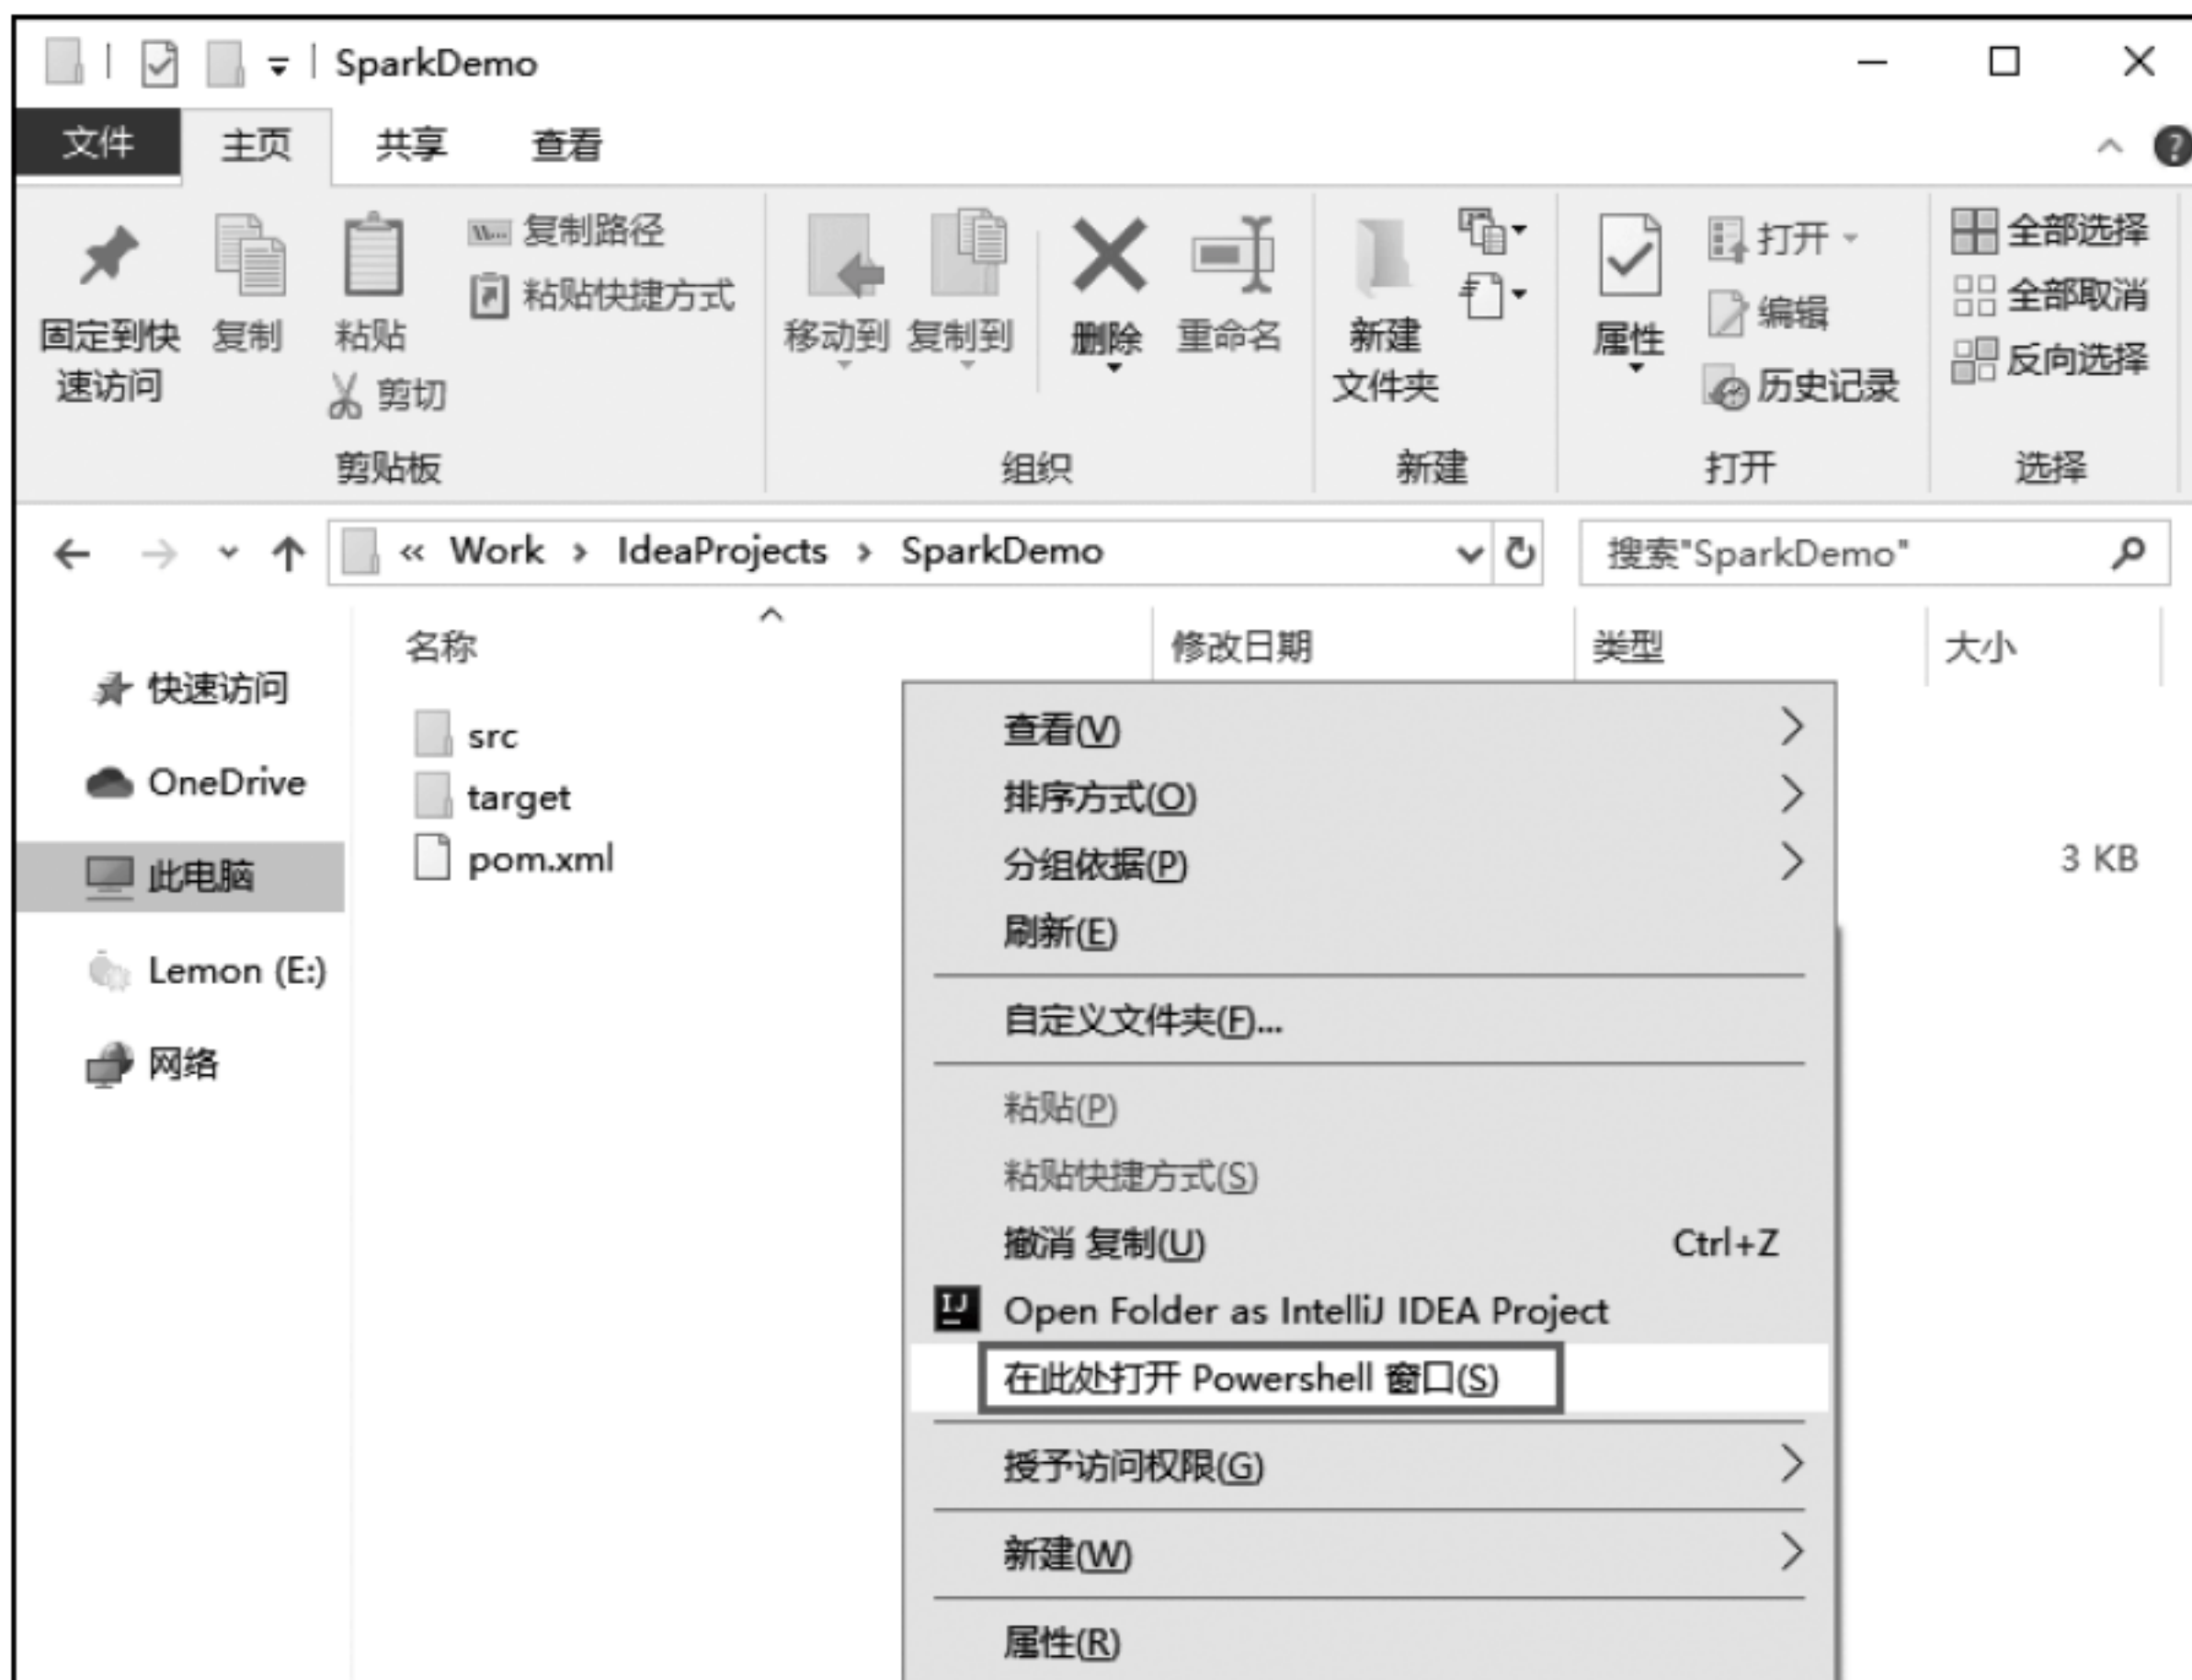 SparkDemo
文件 主页 共享 查看
固定到快速访问 复制 粘贴 剪切 复制路径 粘贴快捷方式 移动到 复制到 删除 重命名 新建文件夹 属性 打开 编辑 历史记录 全部选择 全部取消 反向选择
剪贴板 组织 新建 打开 选择
« Work › IdeaProjects › SparkDemo 搜索"SparkDemo"
名称 修改日期 类型 大小
快速访问
OneDrive
此电脑
Lemon (E:)
网络
src
target
pom.xml 3 KB
查看(V)
排序方式(O)
分组依据(P)
刷新(E)
自定义文件夹(F)...
粘贴(P)
粘贴快捷方式(S)
撤消 复制(U) Ctrl+Z
Open Folder as IntelliJ IDEA Project
在此处打开 Powershell 窗口(S)
授予访问权限(G)
新建(W)
属性(R)